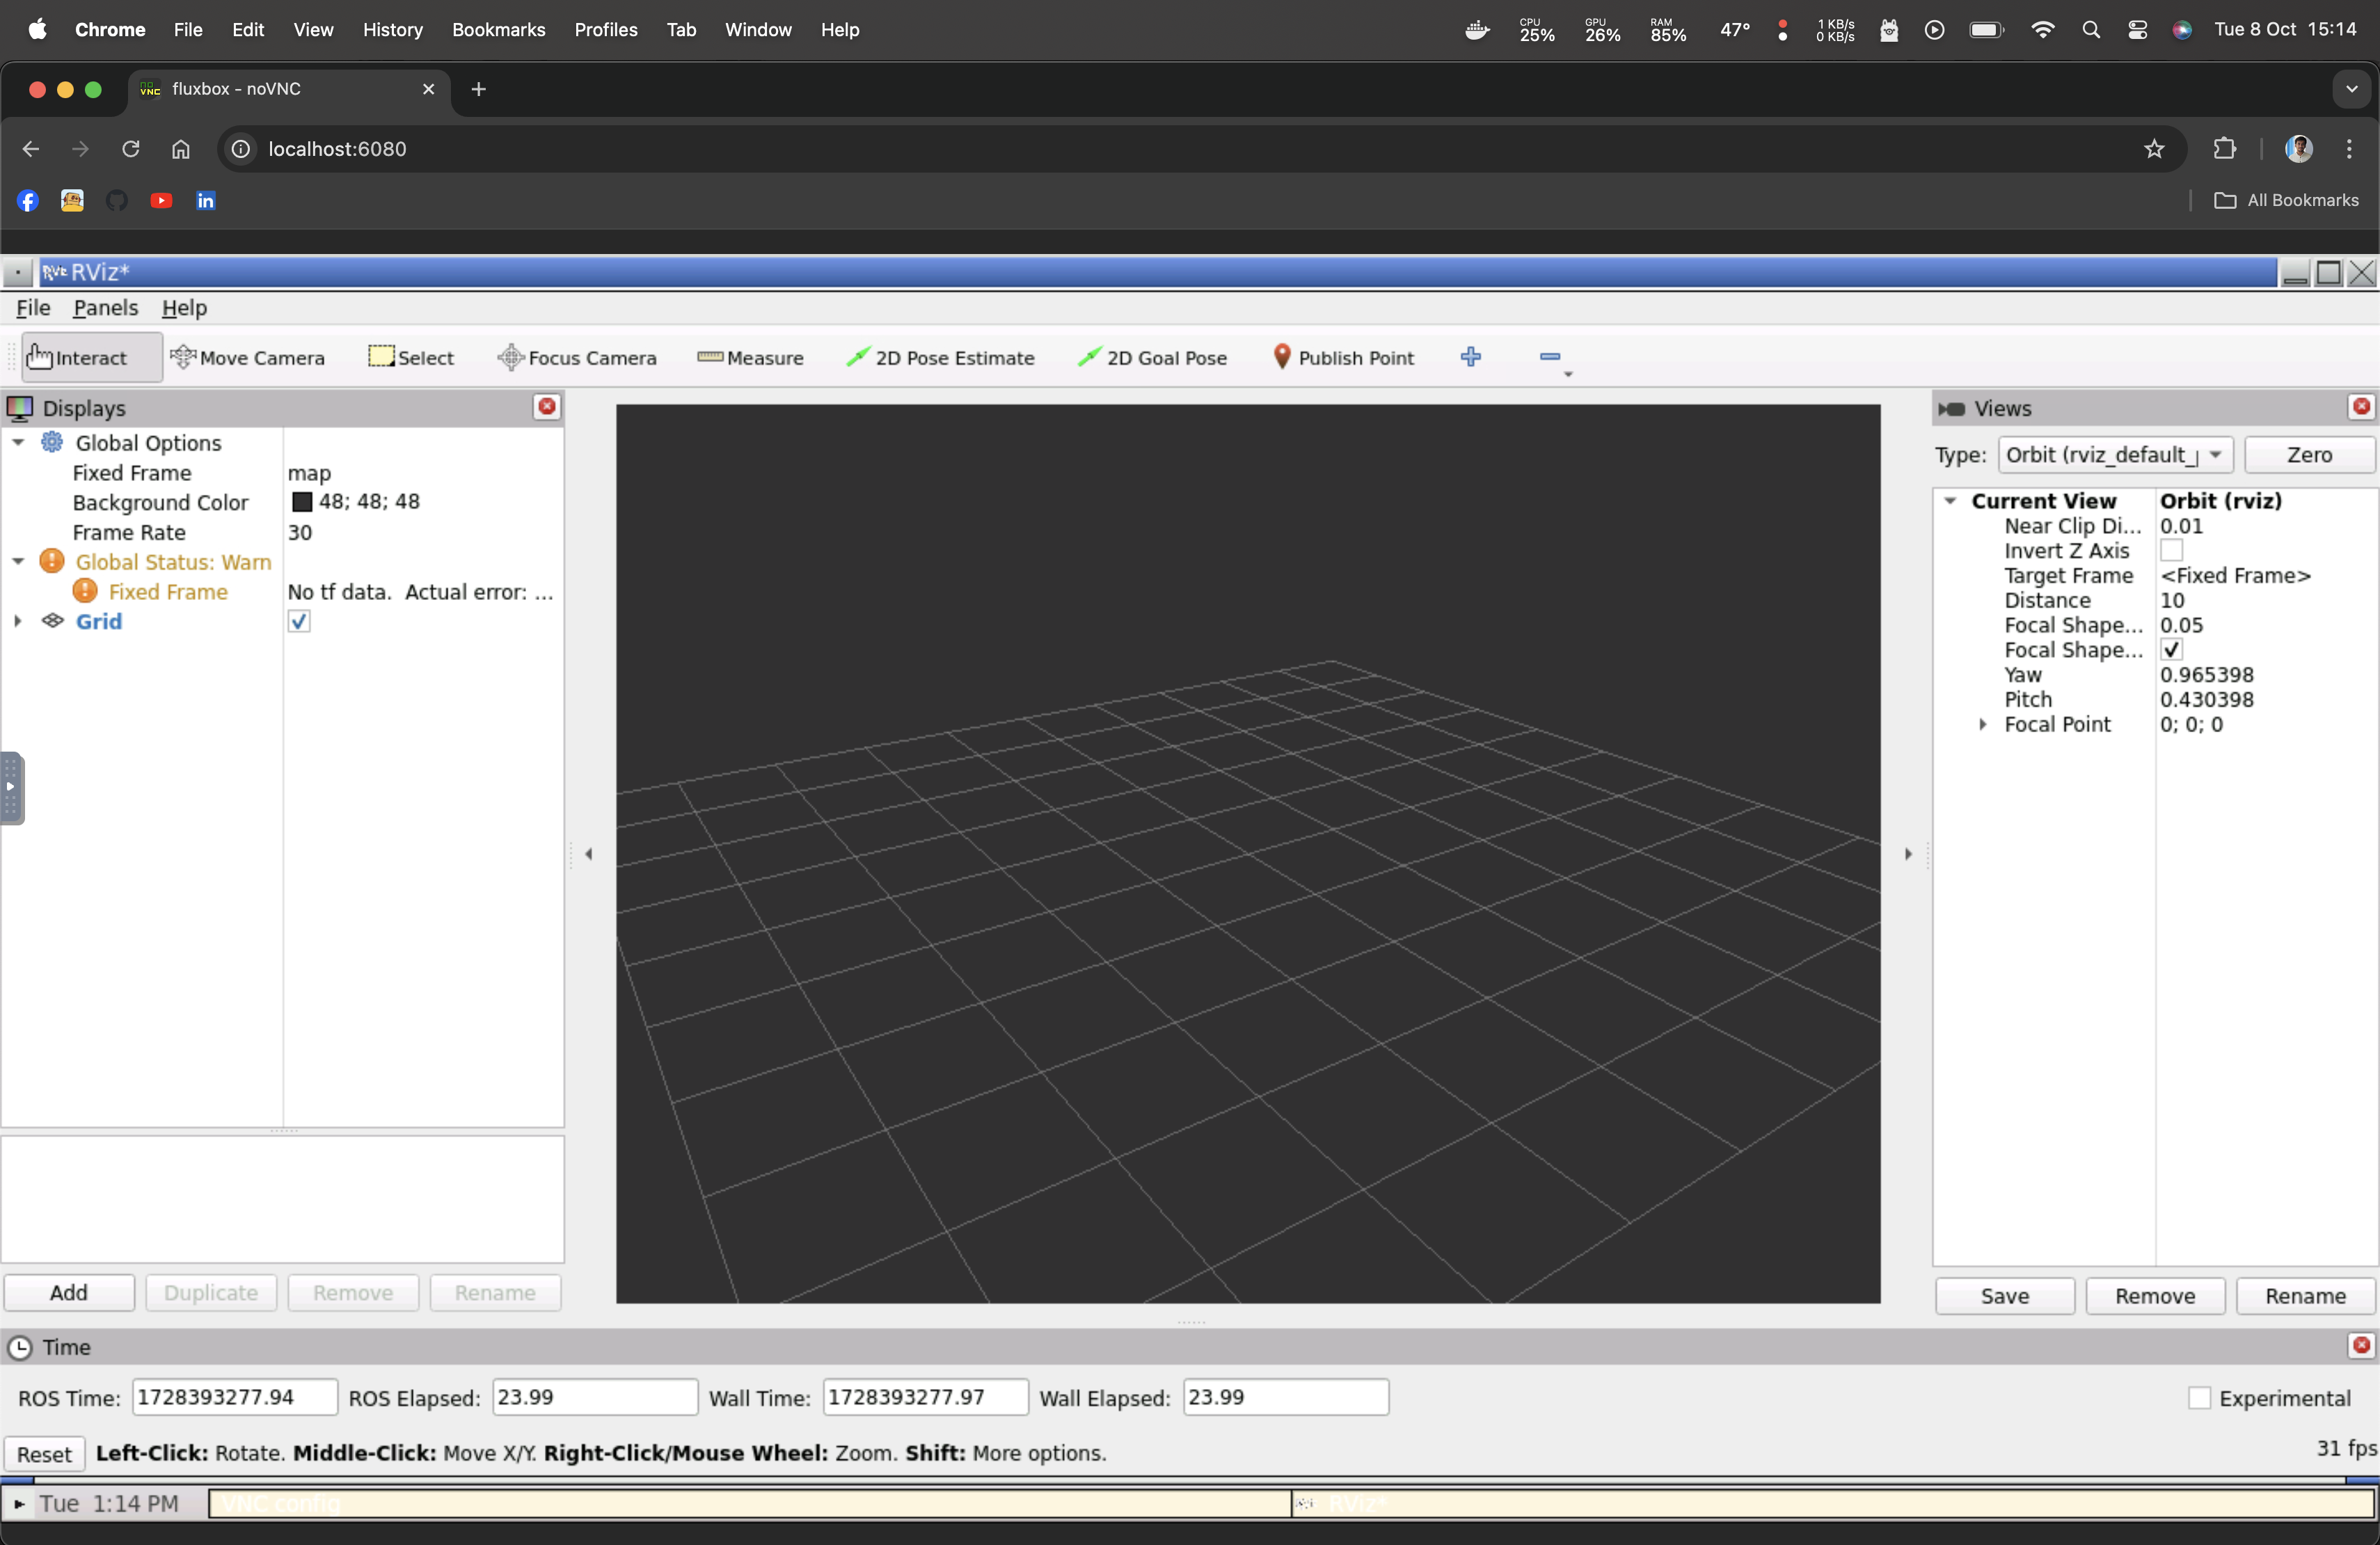 Chrome File Edit View History Bookmarks Profiles Tab Window Help CPU 25% GPU 26% RAM 85% 47° 1 KB/s 0 KB/s Tue 8 Oct 15:14
no VNC fluxbox - noVNC
localhost:6080
All Bookmarks
RViz RViz*
File Panels Help
Interact Move Camera Select Focus Camera Measure 2D Pose Estimate 2D Goal Pose Publish Point
Displays
Global Options
Fixed Frame map
Background Color 48; 48; 48
Frame Rate 30
Global Status: Warn
Fixed Frame No tf data. Actual error: ...
Grid
Add Duplicate Remove Rename
Views
Type: Orbit (rviz_default_ Zero
Current View Orbit (rviz)
Near Clip Di... 0.01
Invert Z Axis
Target Frame <Fixed Frame>
Distance 10
Focal Shape... 0.05
Focal Shape...
Yaw 0.965398
Pitch 0.430398
Focal Point 0; 0; 0
Save Remove Rename
Time
ROS Time: 1728393277.94 ROS Elapsed: 23.99 Wall Time: 1728393277.97 Wall Elapsed: 23.99 Experimental
Reset Left-Click: Rotate. Middle-Click: Move X/Y. Right-Click/Mouse Wheel: Zoom. Shift: More options. 31 fps
Tue 1:14 PM VNC config RViz*